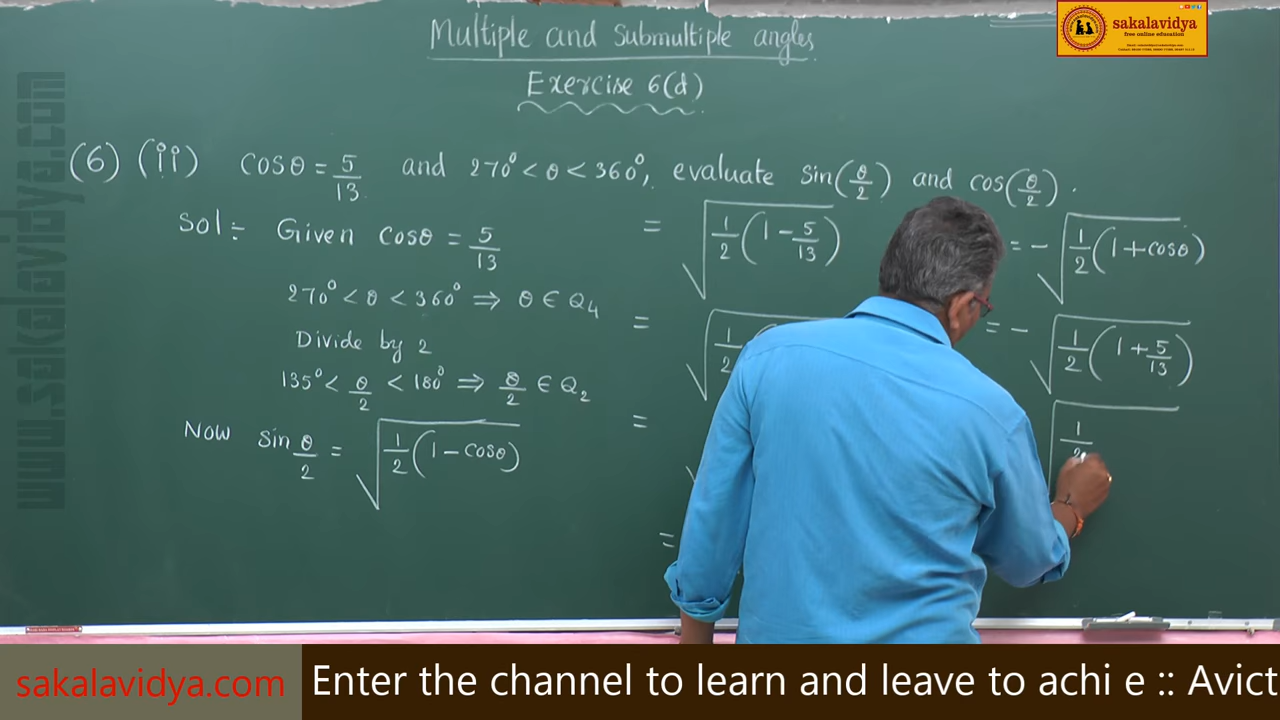 Multiple and Submultiple angles
Exercise 6(d)
(6) (ii) cosθ = 5/13 and 270° < θ < 360°, evaluate sin(θ/2) and cos(θ/2).
Sol:- Given cosθ = 5/13
270° < θ < 360° ⇒ θ ∈ Q4
Divide by 2
135° < θ/2 < 180° ⇒ θ/2 ∈ Q2
Now sin θ/2 = √(1/2(1 - cosθ))
= √(1/2(1 - 5/13))
=
=
=
= - √(1/2(1 + cosθ))
= - √(1/2(1 + 5/13))
√(1/2
www.sakalavidya.com
sakalavidya
free online education
sakalavidya.com
Enter the channel to learn and leave to achi e :: Avict